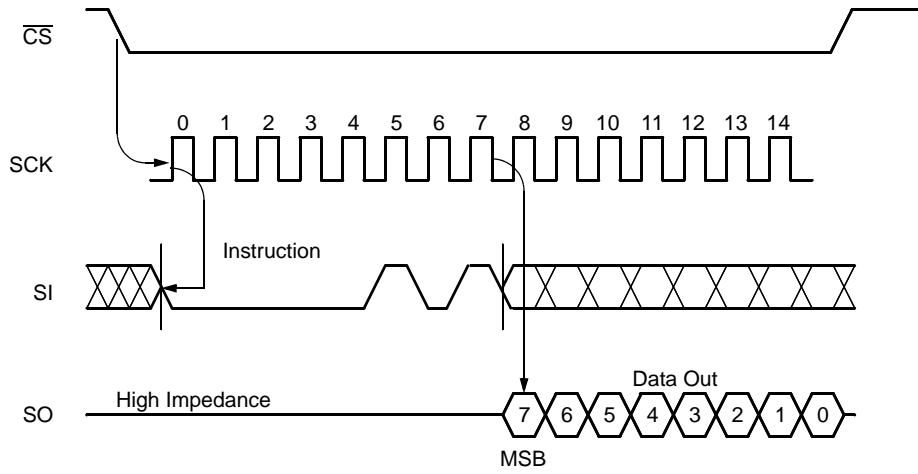 C̅S̅
0 1 2 3 4 5 6 7 8 9 10 11 12 13 14
SCK
Instruction
SI
High Impedance
Data Out
SO
7 6 5 4 3 2 1 0
MSB